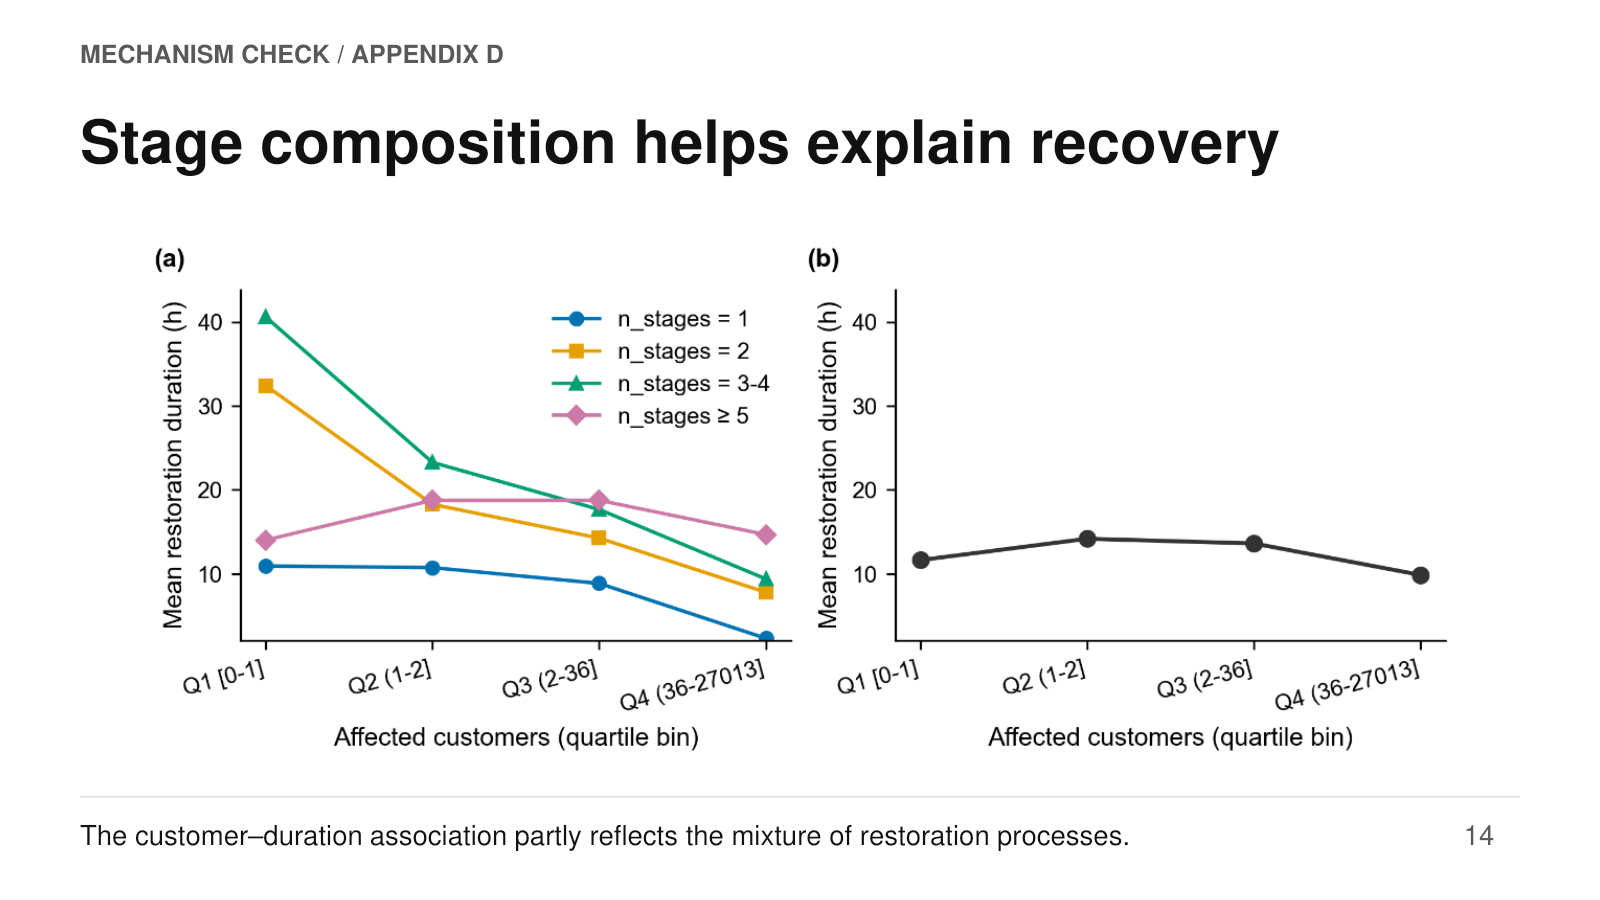 MECHANISM CHECK / APPENDIX D
Stage composition helps explain recovery
(a)
Mean restoration duration (h)
40
30
20
10
n_stages = 1
n_stages = 2
n_stages = 3-4
n_stages ≥ 5
Q1 [0-1]
Q2 (1-2]
Q3 (2-36]
Q4 (36-27013]
Affected customers (quartile bin)
(b)
Mean restoration duration (h)
40
30
20
10
Q1 [0-1]
Q2 (1-2]
Q3 (2-36]
Q4 (36-27013]
Affected customers (quartile bin)
The customer–duration association partly reflects the mixture of restoration processes.
14